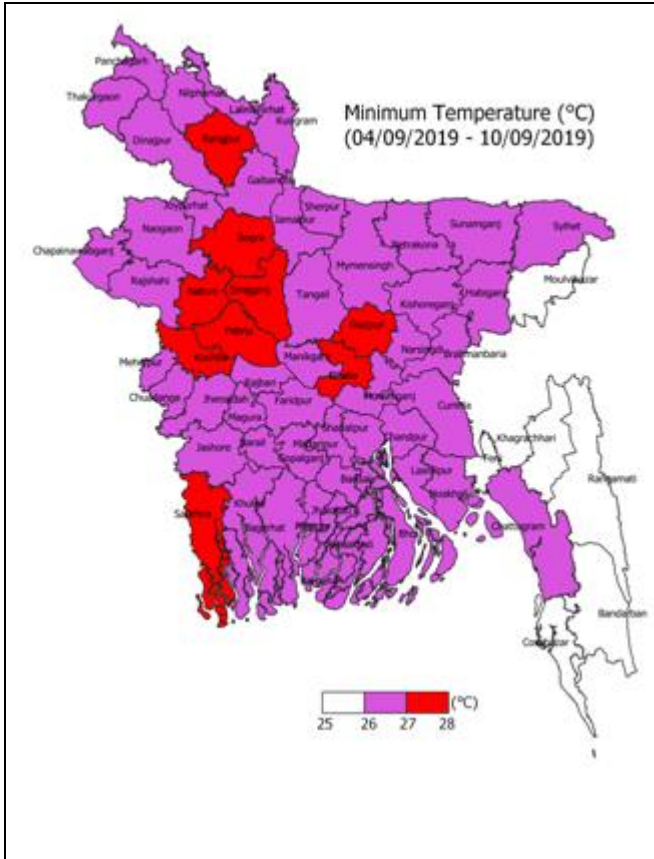 Panchagarh
Thakurgaon
Nilphamari
Lalmonirhat
Kurigram
Dinajpur
Rangpur
Minimum Temperature (°C)
(04/09/2019 - 10/09/2019)
Gaibandha
Joypurhat
Sherpur
Jamalpur
Naogaon
Bogra
Netrakona
Sunamganj
Sylhet
Chapainawabganj
Mymensingh
Moulvibazar
Rajshahi
Natore
Sirajganj
Tangail
Kishoreganj
Habiganj
Pabna
Gazipur
Narsingdi
Brahmanbaria
Meherpur
Kushtia
Manikganj
Dhaka
Chuadanga
Jhenaidah
Rajbari
Faridpur
Munshiganj
Cumilla
Magura
Shariatpur
Chandpur
Khagrachhari
Jashore
Narail
Madaripur
Gopalganj
Feni
Rangamati
Satkhira
Khulna
Bagerhat
Barisal
Lakshmipur
Noakhali
Chattogram
Bhola
Bandarban
(°C)
25 26 27 28